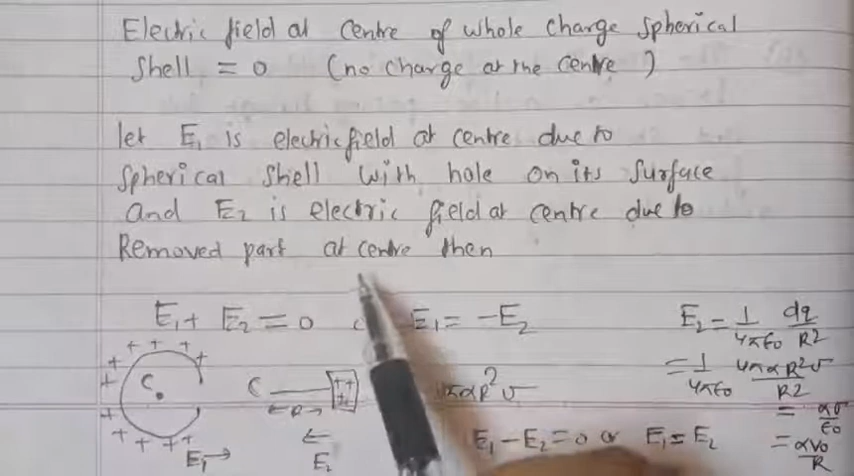 Electric field at centre of whole charge spherical
Shell = 0 (no charge at the centre)
let E₁ is electric field at centre due to
Spherical Shell with hole on its surface
and E₂ is electric field at centre due to
Removed part at centre then
E₁ + E₂ = 0 E₁ = -E₂
E₂ = 1/4πε₀ dq/R2
= 1/4πε₀ 4παR²σ/R2
= ασ/ε₀
= αV₀/R
+ + + + + + + + + + +
C
E₁ →
C ++ ++
← R →
←
E₂
παR²σ
E₁ - E₂ = 0 or E₁ = E₂